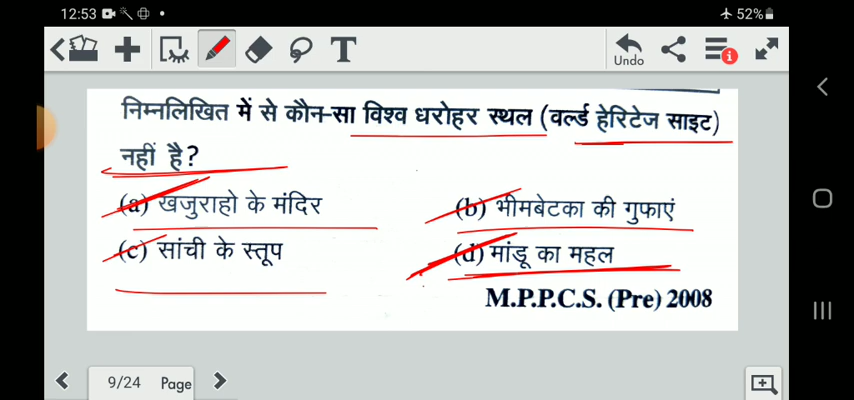 12:53
52%
Undo
निम्नलिखित में से कौन-सा विश्व धरोहर स्थल (वर्ल्ड हेरिटेज साइट)
नहीं है?
(a) खजुराहो के मंदिर
(b) भीमबेटका की गुफाएं
(c) सांची के स्तूप
(d) मांडू का महल
M.P.P.C.S. (Pre) 2008
9/24 Page